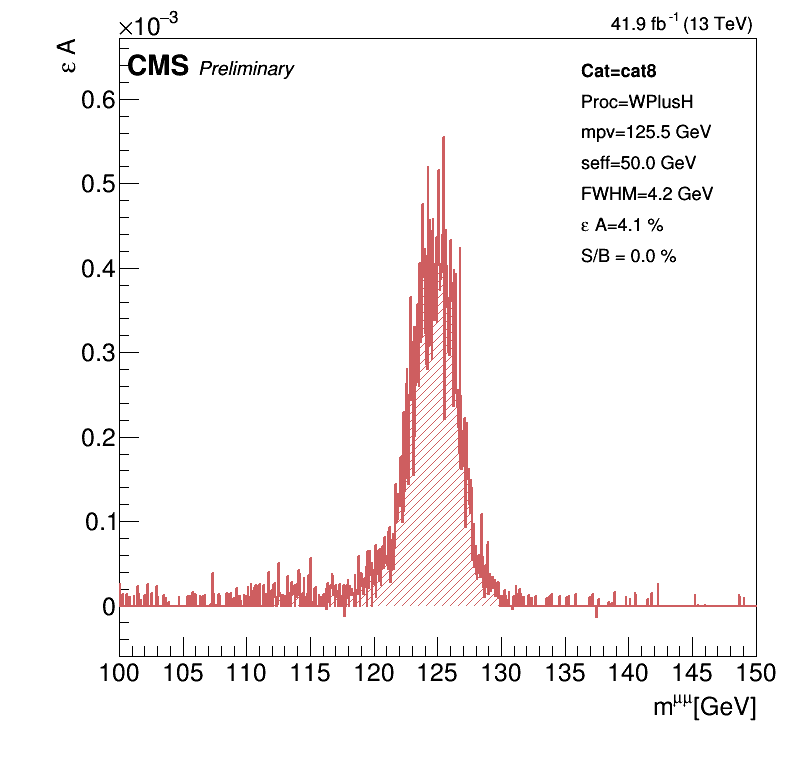 ×10⁻³
41.9 fb⁻¹ (13 TeV)
ε A
CMS Preliminary
Cat=cat8
Proc=WPlusH
mpv=125.5 GeV
seff=50.0 GeV
FWHM=4.2 GeV
ε A=4.1 %
S/B = 0.0 %
0.6
0.5
0.4
0.3
0.2
0.1
0
100 105 110 115 120 125 130 135 140 145 150
m^μμ[GeV]